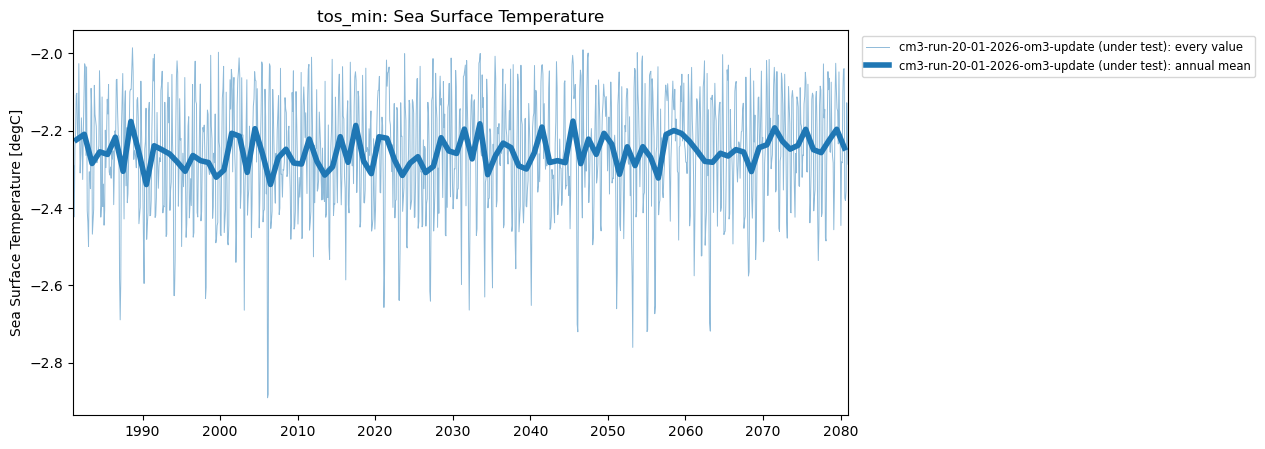 tos_min: Sea Surface Temperature
cm3-run-20-01-2026-om3-update (under test): every value
cm3-run-20-01-2026-om3-update (under test): annual mean
Sea Surface Temperature [degC]
−2.0
−2.2
−2.4
−2.6
−2.8
1990 2000 2010 2020 2030 2040 2050 2060 2070 2080